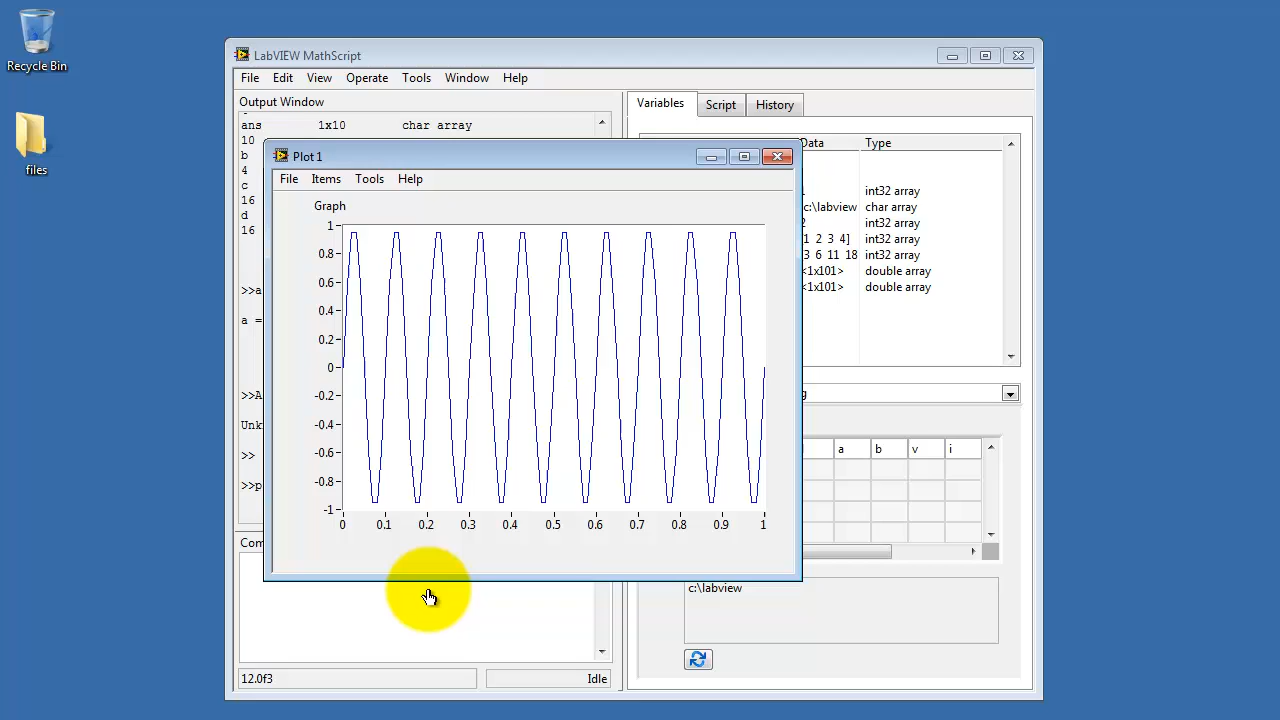 Recycle Bin
files
LabVIEW MathScript
File Edit View Operate Tools Window Help
Output Window
ans 1x10 char array
10
b
4
c
16
d
16
>>a
a =
>>A
Unk
>>
>>p
Com
12.0f3 Idle
Plot 1
File Items Tools Help
Graph
1
0.8
0.6
0.4
0.2
0
-0.2
-0.4
-0.6
-0.8
-1
0 0.1 0.2 0.3 0.4 0.5 0.6 0.7 0.8 0.9 1
Variables Script History
Data Type
int32 array
c:\labview char array
2 int32 array
1 2 3 4] int32 array
3 6 11 18 int32 array
<1x101> double array
<1x101> double array
g
a b v i
c:\labview